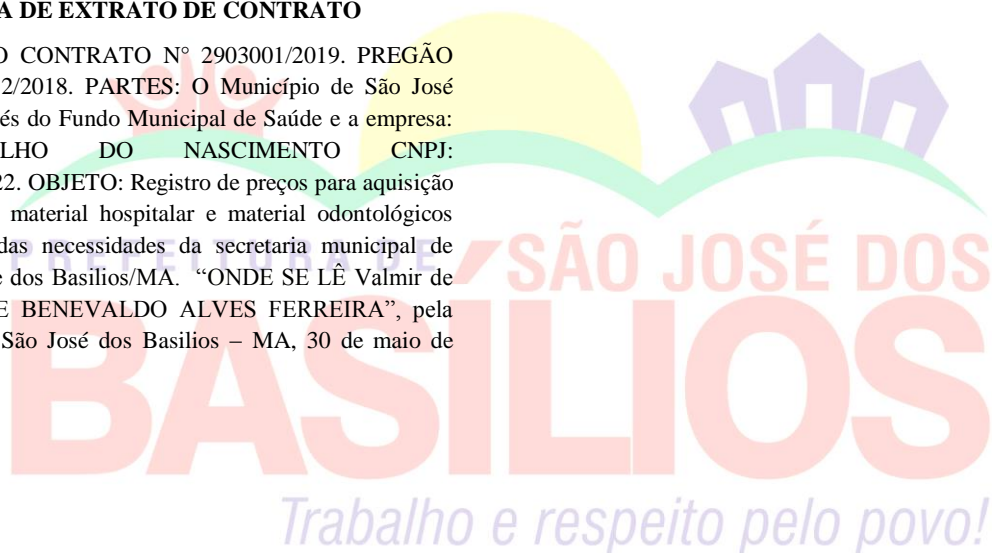 A DE EXTRATO DE CONTRATO
O CONTRATO N° 2903001/2019. PREGÃO
2/2018. PARTES: O Município de São José
és do Fundo Municipal de Saúde e a empresa:
LHO DO NASCIMENTO CNPJ:
22. OBJETO: Registro de preços para aquisição
material hospitalar e material odontológicos
das necessidades da secretaria municipal de
e dos Basilios/MA. “ONDE SE LÊ Valmir de
E BENEVALDO ALVES FERREIRA”, pela
São José dos Basilios – MA, 30 de maio de
PREFEITURA DE
SÃO JOSÉ DOS
BASÍLIOS
Trabalho e respeito pelo povo!